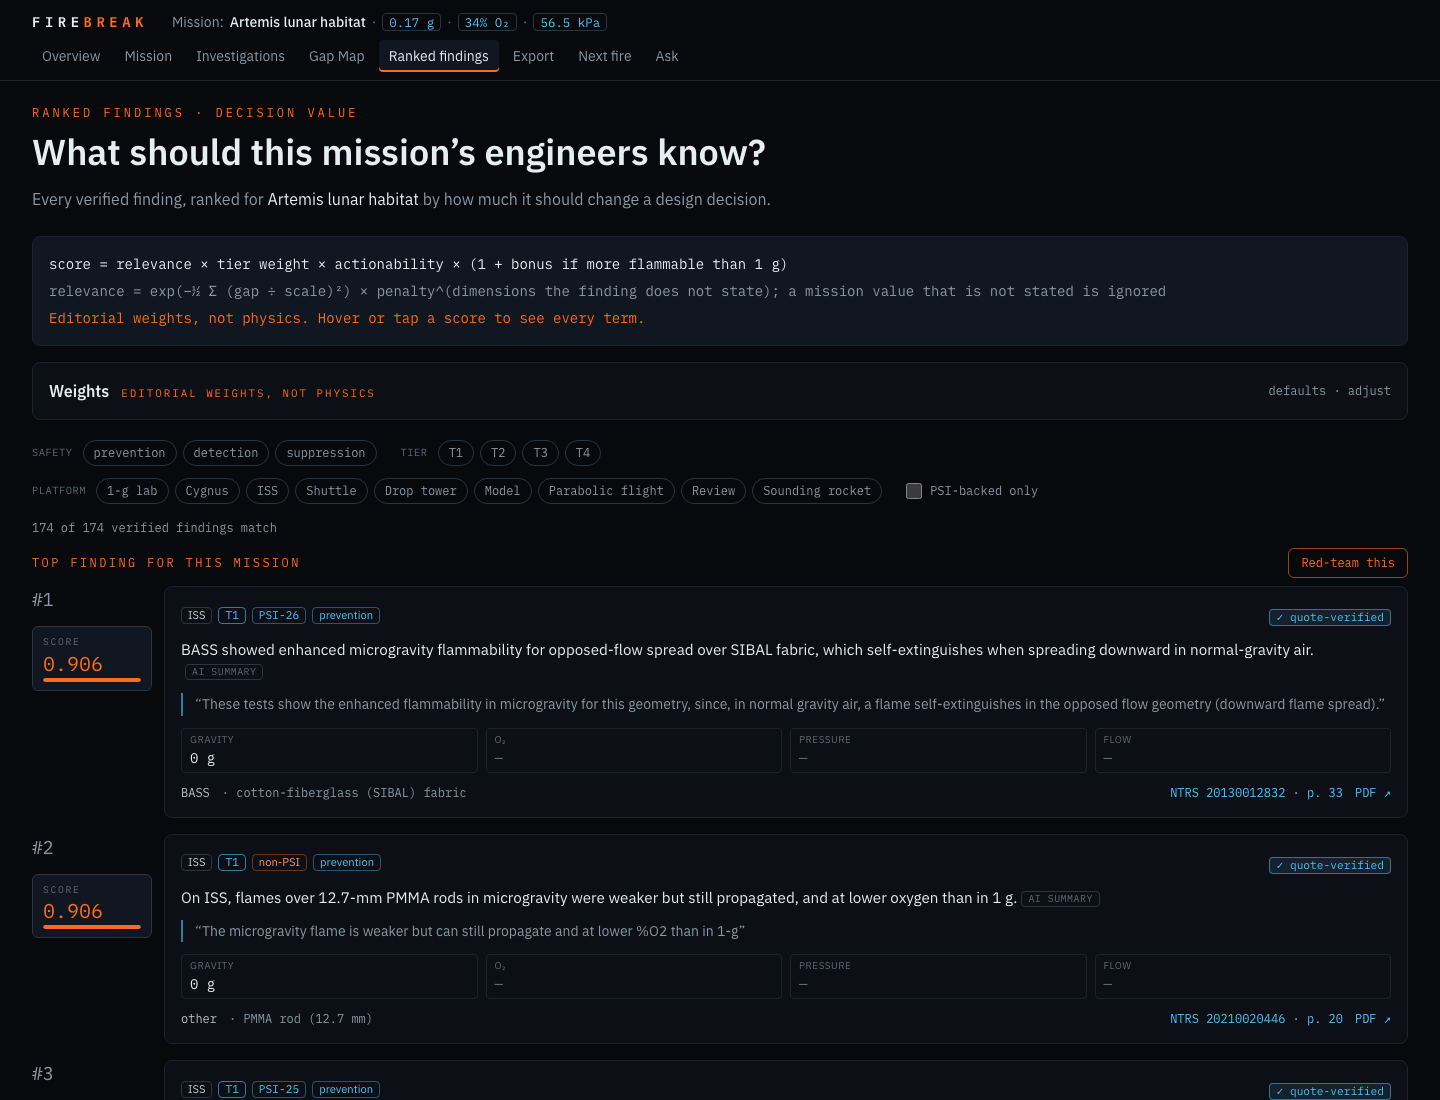 FIREBREAK Mission: Artemis lunar habitat · 0.17 g · 34% O₂ · 56.5 kPa
Overview Mission Investigations Gap Map Ranked findings Export Next fire Ask
RANKED FINDINGS · DECISION VALUE
What should this mission’s engineers know?
Every verified finding, ranked for Artemis lunar habitat by how much it should change a design decision.
score = relevance × tier weight × actionability × (1 + bonus if more flammable than 1 g)
relevance = exp(−½ Σ (gap ÷ scale)²) × penalty^(dimensions the finding does not state); a mission value that is not stated is ignored
Editorial weights, not physics. Hover or tap a score to see every term.
Weights EDITORIAL WEIGHTS, NOT PHYSICS defaults · adjust
SAFETY prevention detection suppression TIER T1 T2 T3 T4
PLATFORM 1-g lab Cygnus ISS Shuttle Drop tower Model Parabolic flight Review Sounding rocket PSI-backed only
174 of 174 verified findings match
TOP FINDING FOR THIS MISSION Red-team this
#1
SCORE
0.906
ISS T1 PSI-26 prevention ✓ quote-verified
BASS showed enhanced microgravity flammability for opposed-flow spread over SIBAL fabric, which self-extinguishes when spreading downward in normal-gravity air.
AI SUMMARY
“These tests show the enhanced flammability in microgravity for this geometry, since, in normal gravity air, a flame self-extinguishes in the opposed flow geometry (downward flame spread).”
GRAVITY O₂ PRESSURE FLOW
0 g — — —
BASS · cotton-fiberglass (SIBAL) fabric NTRS 20130012832 · p. 33 PDF ↗
#2
SCORE
0.906
ISS T1 non-PSI prevention ✓ quote-verified
On ISS, flames over 12.7-mm PMMA rods in microgravity were weaker but still propagated, and at lower oxygen than in 1 g. AI SUMMARY
“The microgravity flame is weaker but can still propagate and at lower %O2 than in 1-g”
GRAVITY O₂ PRESSURE FLOW
0 g — — —
other · PMMA rod (12.7 mm) NTRS 20210020446 · p. 20 PDF ↗
#3
ISS T1 PSI-25 prevention ✓ quote-verified